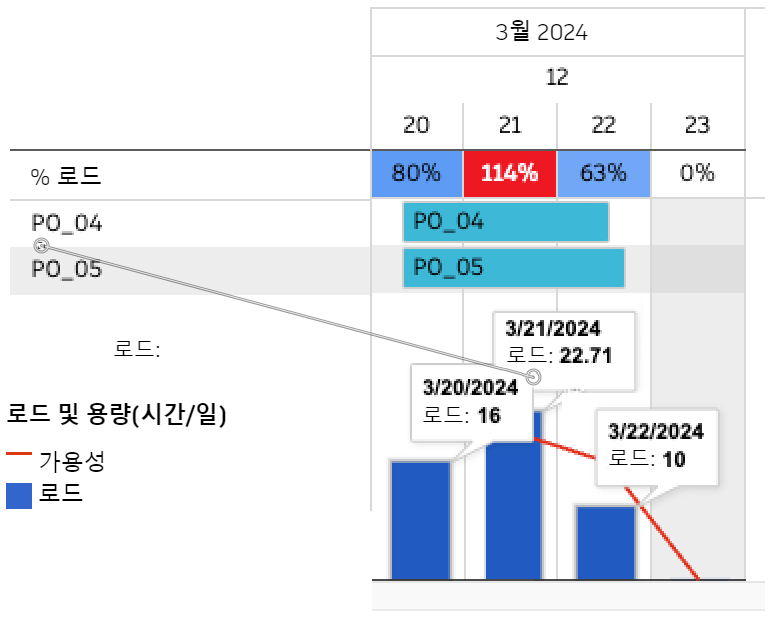 3월 2024
12
20 21 22 23
% 로드 80% 114% 63% 0%
PO_04 PO_04
PO_05 PO_05
로드:
3/21/2024
로드: 22.71
3/20/2024
로드: 16
3/22/2024
로드: 10
로드 및 용량(시간/일)
가용성
로드